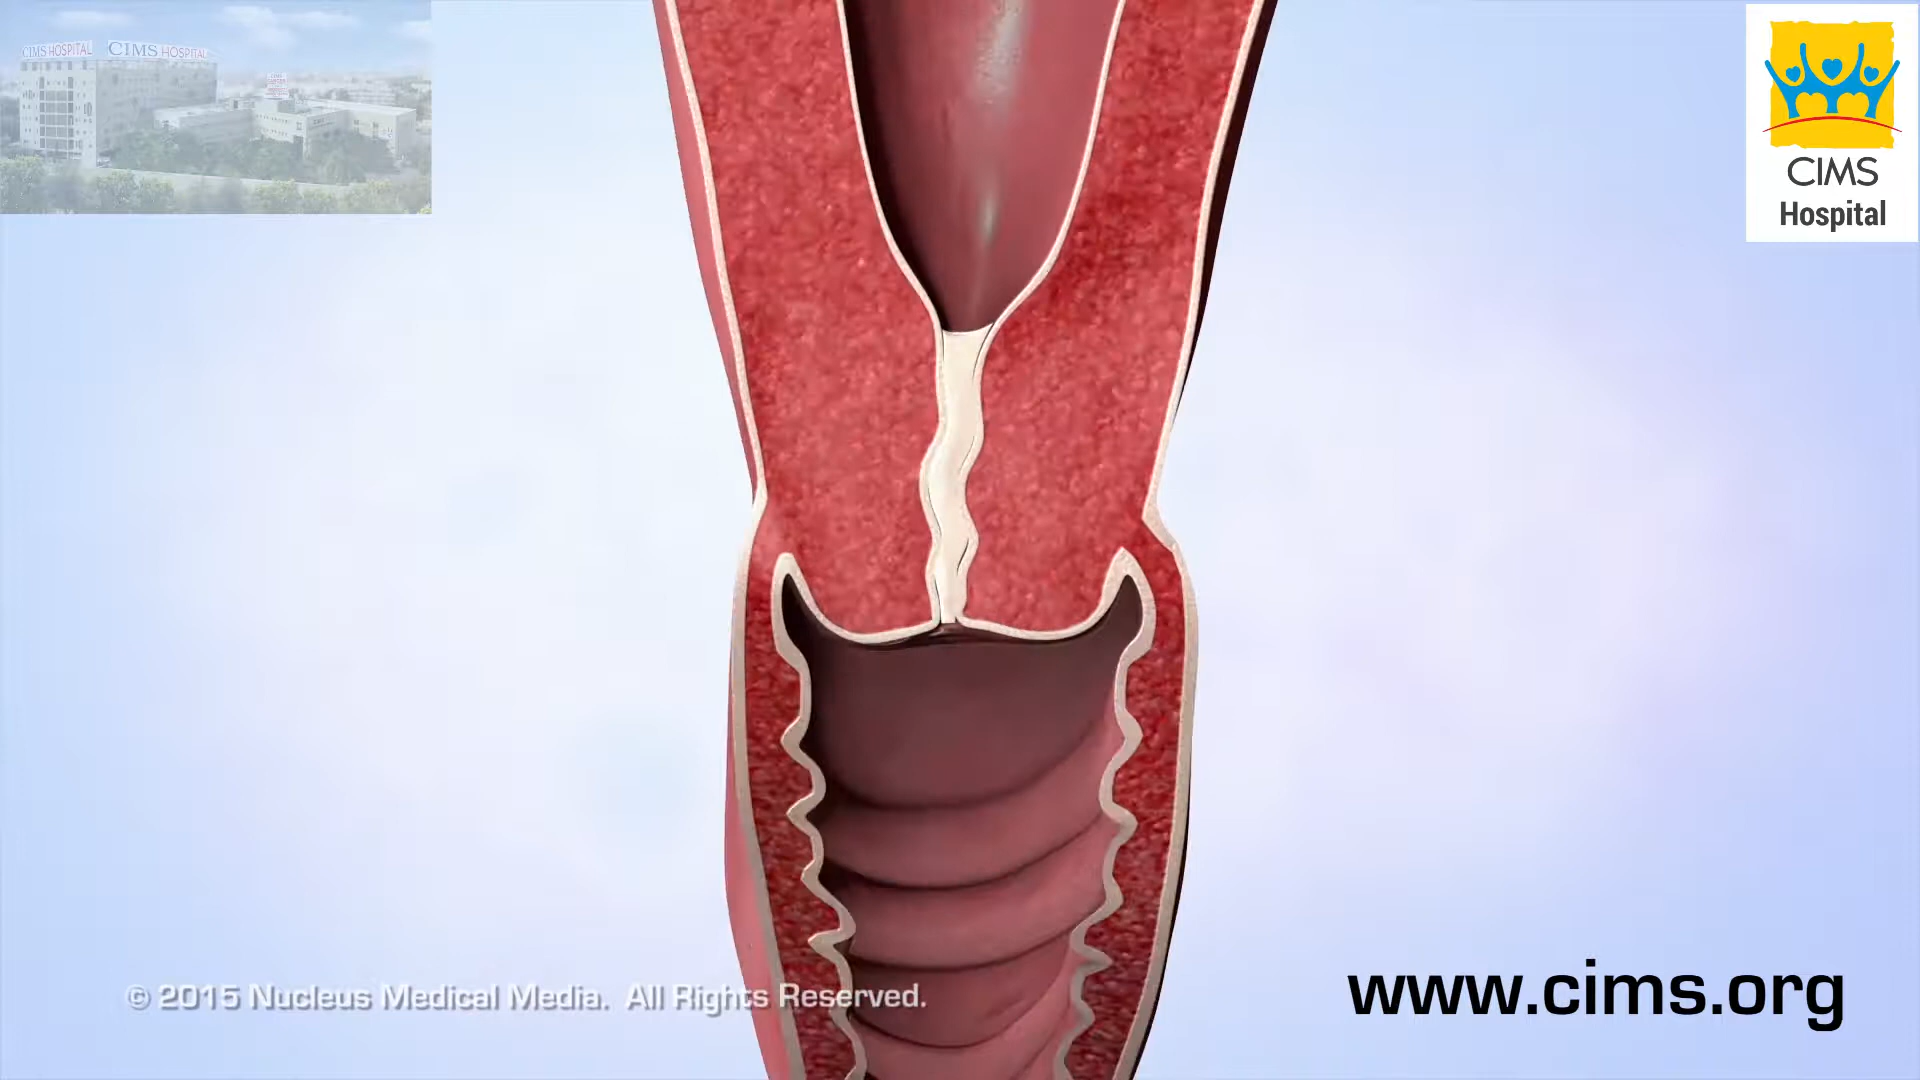 CIMS HOSPITAL CIMS HOSPITAL
CIMS
Hospital
© 2015 Nucleus Medical Media. All Rights Reserved.
www.cims.org